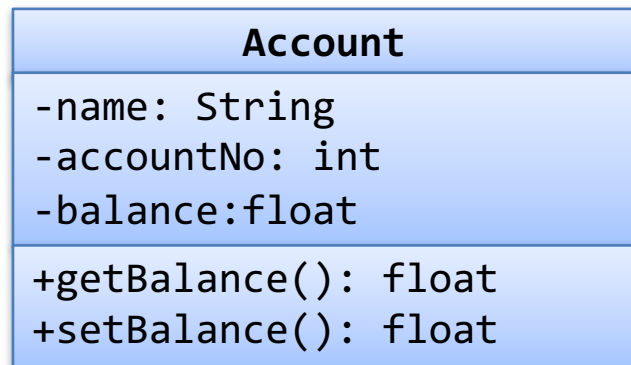 Account
-name: String
-accountNo: int
-balance:float
+getBalance(): float
+setBalance(): float